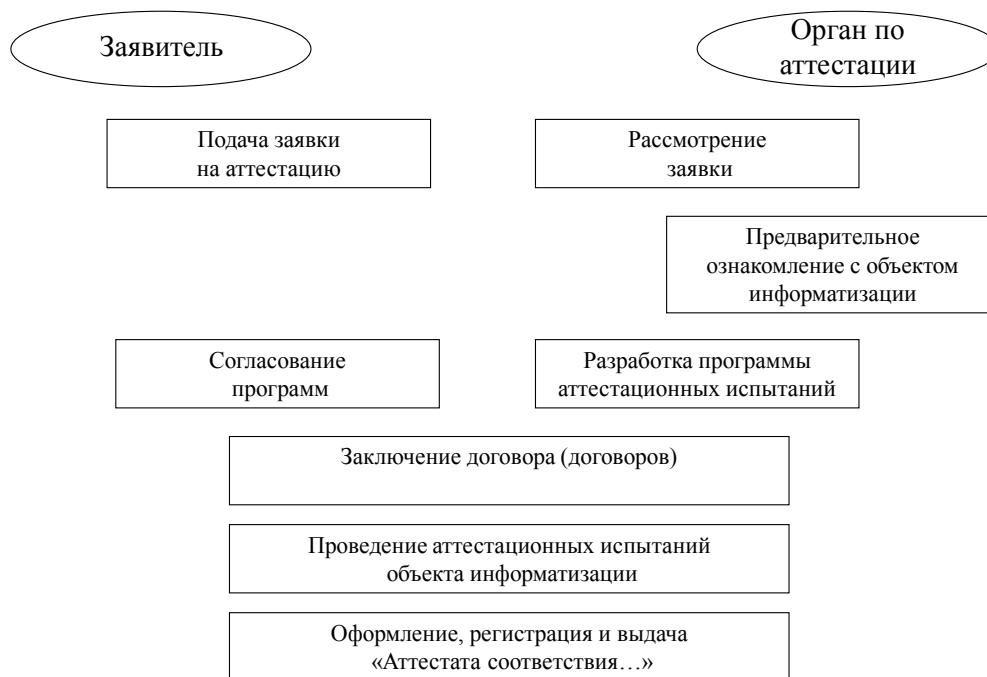 Заявитель
Орган по
аттестации
Подача заявки
на аттестацию
Рассмотрение
заявки
Предварительное
ознакомление с объектом
информатизации
Согласование
программ
Разработка программы
аттестационных испытаний
Заключение договора (договоров)
Проведение аттестационных испытаний
объекта информатизации
Оформление, регистрация и выдача
«Аттестата соответствия…»